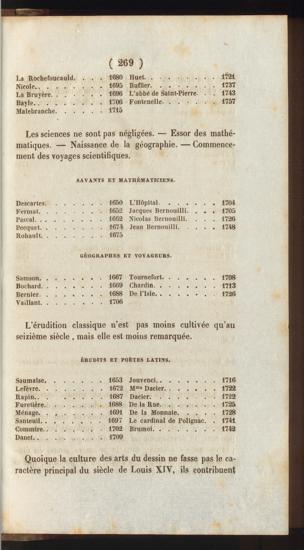 ( 269 )
La Rochefoucauld. . . . . 1680 Huet. . . . . . . . . . 1721
Nicole. . . . . . . . . . 1695 Buffier. . . . . . . . . 1737
La Bruyère. . . . . . . . 1696 L'abbé de Saint-Pierre. . . 1743
Bayle. . . . . . . . . . 1706 Fontenelle. . . . . . . . 1757
Malebranche. . . . . . . 1715
Les sciences ne sont pas négligées. — Essor des mathé-
matiques. — Naissance de la géographie. — Commence-
ment des voyages scientifiques.
SAVANTS ET MATHÉMATICIENS.
Descartes. . . . . . . . 1650 L'Hôpital. . . . . . . . 1704
Fermat. . . . . . . . . 1652 Jacques Bernouilli. . . . 1705
Pascal. . . . . . . . . 1662 Nicolas Bernouilli. . . . 1726
Pecquet. . . . . . . . . 1674 Jean Bernouilli. . . . . 1748
Rohault. . . . . . . . . 1675
GÉOGRAPHES ET VOYAGEURS.
Samson. . . . . . . . . 1667 Tournefort. . . . . . . 1708
Bochard. . . . . . . . . 1669 Chardin. . . . . . . . . 1713
Bernier. . . . . . . . . 1688 De l'Isle. . . . . . . . 1726
Vaillant. . . . . . . . 1706
L'érudition classique n'est pas moins cultivée qu'au
seizième siècle, mais elle est moins remarquée.
ÉRUDITS ET POÈTES LATINS.
Saumaise. . . . . . . . 1653 Jouvenci. . . . . . . . 1716
Lefèvre. . . . . . . . . 1672 Mme Dacier. . . . . . . 1722
Rapin. . . . . . . . . . 1687 Dacier. . . . . . . . . 1722
Furetière. . . . . . . . 1688 De la Rue. . . . . . . . 1725
Ménage. . . . . . . . . 1691 De la Monnaie. . . . . . 1728
Santeuil. . . . . . . . 1697 Le cardinal de Polignac. . 1741
Commire. . . . . . . . . 1702 Brumoi. . . . . . . . . 1742
Danet. . . . . . . . . . 1709
Quoique la culture des arts du dessin ne fasse pas le ca-
ractère principal du siècle de Louis XIV, ils contribuent